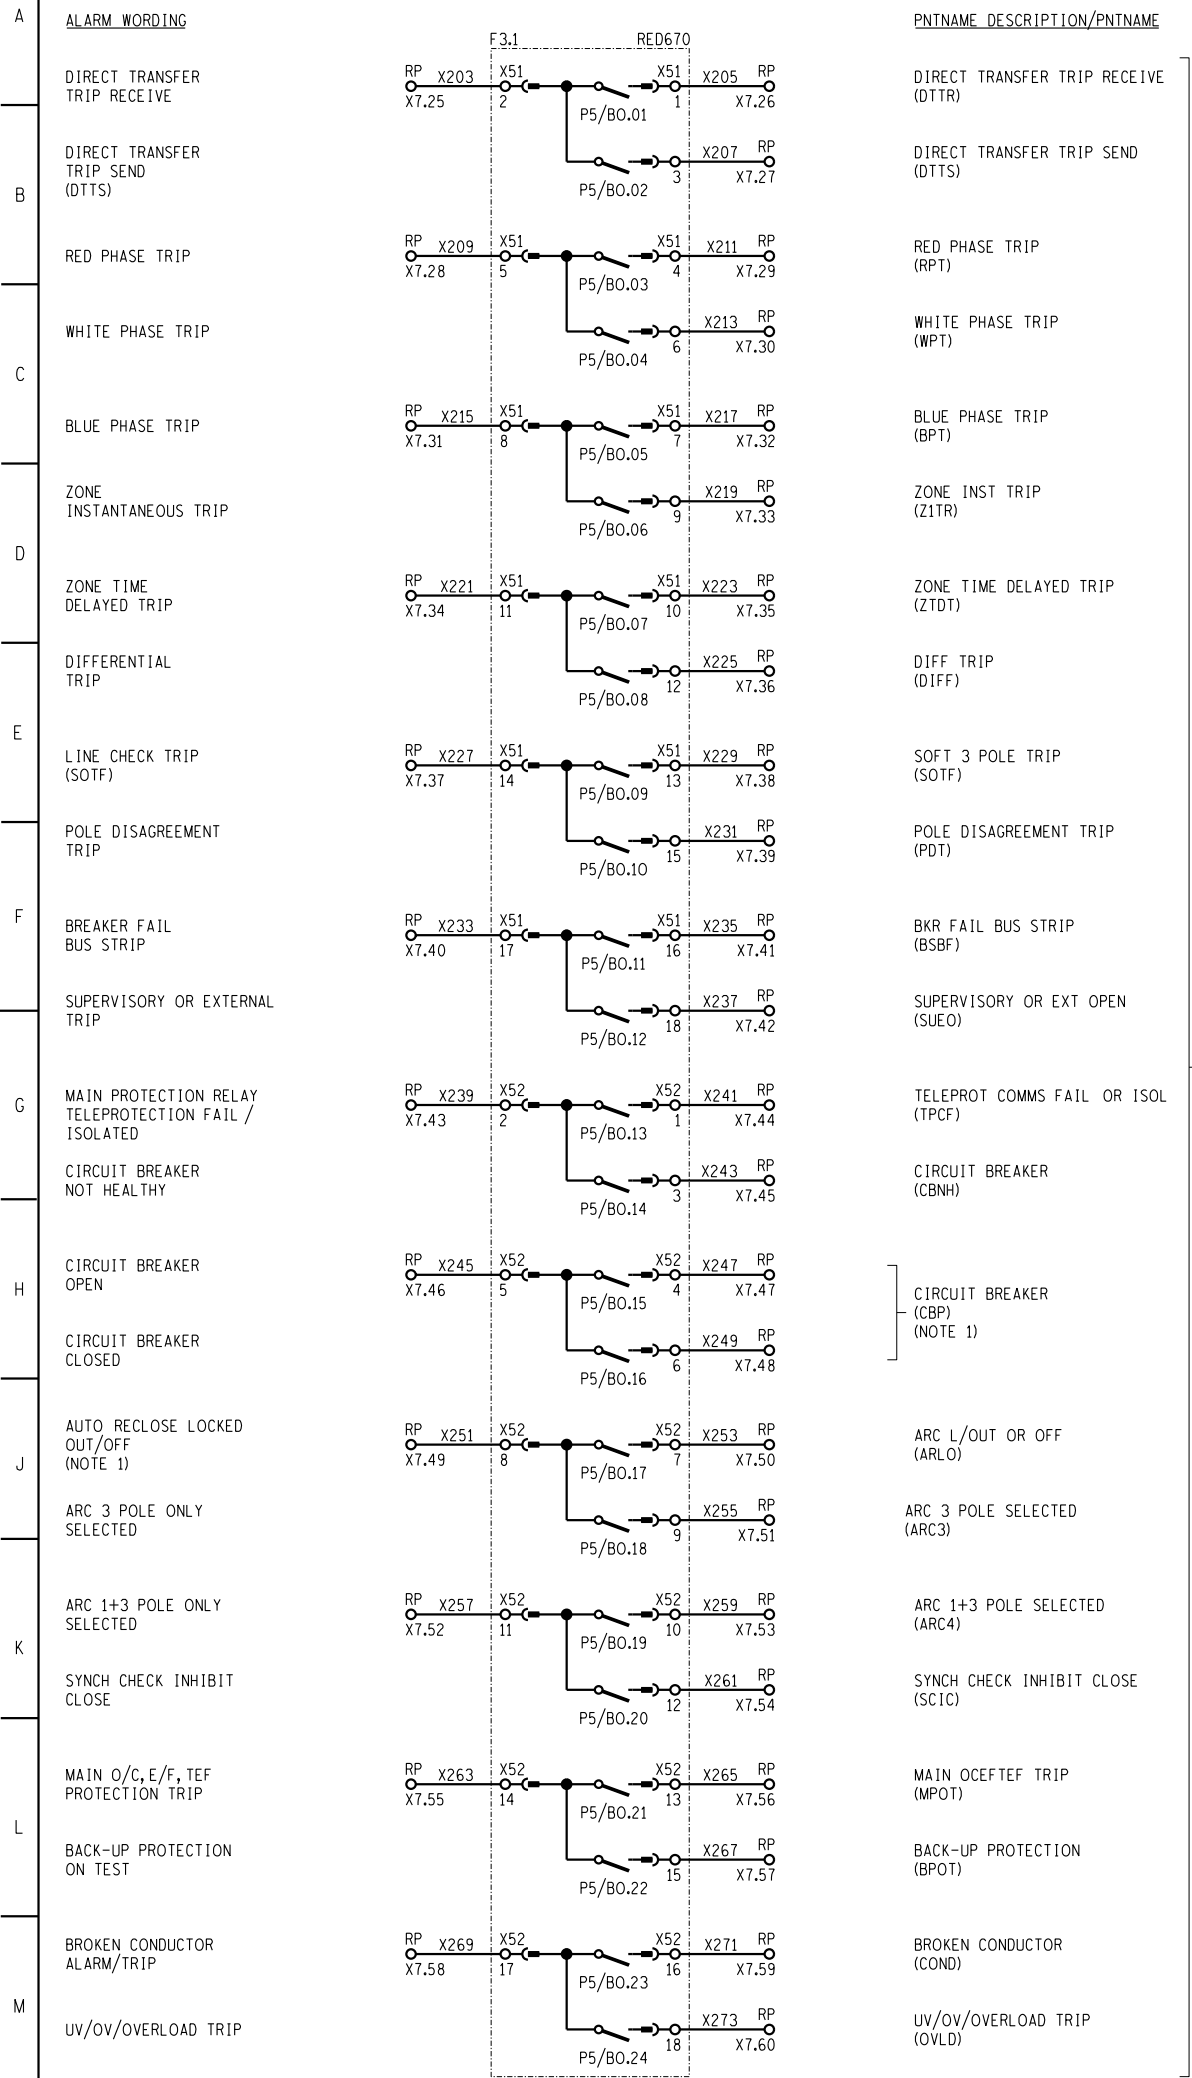 A
ALARM WORDING
PNTNAME DESCRIPTION/PNTNAME
F3.1 RED670
DIRECT TRANSFER
TRIP RECEIVE
RP X203 X51
X7.25 2
P5/BO.01
X51 X205 RP
1 X7.26
DIRECT TRANSFER TRIP RECEIVE
(DTTR)
B
DIRECT TRANSFER
TRIP SEND
(DTTS)
P5/BO.02
X207 RP
3 X7.27
DIRECT TRANSFER TRIP SEND
(DTTS)
RED PHASE TRIP
RP X209 X51
X7.28 5
P5/BO.03
X51 X211 RP
4 X7.29
RED PHASE TRIP
(RPT)
C
WHITE PHASE TRIP
P5/BO.04
X213 RP
6 X7.30
WHITE PHASE TRIP
(WPT)
BLUE PHASE TRIP
RP X215 X51
X7.31 8
P5/BO.05
X51 X217 RP
7 X7.32
BLUE PHASE TRIP
(BPT)
D
ZONE
INSTANTANEOUS TRIP
P5/BO.06
X219 RP
9 X7.33
ZONE INST TRIP
(Z1TR)
ZONE TIME
DELAYED TRIP
RP X221 X51
X7.34 11
P5/BO.07
X51 X223 RP
10 X7.35
ZONE TIME DELAYED TRIP
(ZTDT)
E
DIFFERENTIAL
TRIP
P5/BO.08
X225 RP
12 X7.36
DIFF TRIP
(DIFF)
LINE CHECK TRIP
(SOTF)
RP X227 X51
X7.37 14
P5/BO.09
X51 X229 RP
13 X7.38
SOFT 3 POLE TRIP
(SOTF)
F
POLE DISAGREEMENT
TRIP
P5/BO.10
X231 RP
15 X7.39
POLE DISAGREEMENT TRIP
(PDT)
BREAKER FAIL
BUS STRIP
RP X233 X51
X7.40 17
P5/BO.11
X51 X235 RP
16 X7.41
BKR FAIL BUS STRIP
(BSBF)
SUPERVISORY OR EXTERNAL
TRIP
P5/BO.12
X237 RP
18 X7.42
SUPERVISORY OR EXT OPEN
(SUEO)
G
MAIN PROTECTION RELAY
TELEPROTECTION FAIL /
ISOLATED
RP X239 X52
X7.43 2
P5/BO.13
X52 X241 RP
1 X7.44
TELEPROT COMMS FAIL OR ISOL
(TPCF)
CIRCUIT BREAKER
NOT HEALTHY
P5/BO.14
X243 RP
3 X7.45
CIRCUIT BREAKER
(CBNH)
H
CIRCUIT BREAKER
OPEN
RP X245 X52
X7.46 5
P5/BO.15
X52 X247 RP
4 X7.47
CIRCUIT BREAKER
(CBP)
(NOTE 1)
CIRCUIT BREAKER
CLOSED
P5/BO.16
X249 RP
6 X7.48
J
AUTO RECLOSE LOCKED
OUT/OFF
(NOTE 1)
RP X251 X52
X7.49 8
P5/BO.17
X52 X253 RP
7 X7.50
ARC L/OUT OR OFF
(ARLO)
ARC 3 POLE ONLY
SELECTED
P5/BO.18
X255 RP
9 X7.51
ARC 3 POLE SELECTED
(ARC3)
K
ARC 1+3 POLE ONLY
SELECTED
RP X257 X52
X7.52 11
P5/BO.19
X52 X259 RP
10 X7.53
ARC 1+3 POLE SELECTED
(ARC4)
SYNCH CHECK INHIBIT
CLOSE
P5/BO.20
X261 RP
12 X7.54
SYNCH CHECK INHIBIT CLOSE
(SCIC)
L
MAIN O/C,E/F,TEF
PROTECTION TRIP
RP X263 X52
X7.55 14
P5/BO.21
X52 X265 RP
13 X7.56
MAIN OCEFTEF TRIP
(MPOT)
BACK-UP PROTECTION
ON TEST
P5/BO.22
X267 RP
15 X7.57
BACK-UP PROTECTION
(BPOT)
M
BROKEN CONDUCTOR
ALARM/TRIP
RP X269 X52
X7.58 17
P5/BO.23
X52 X271 RP
16 X7.59
BROKEN CONDUCTOR
(COND)
UV/OV/OVERLOAD TRIP
P5/BO.24
X273 RP
18 X7.60
UV/OV/OVERLOAD TRIP
(OVLD)